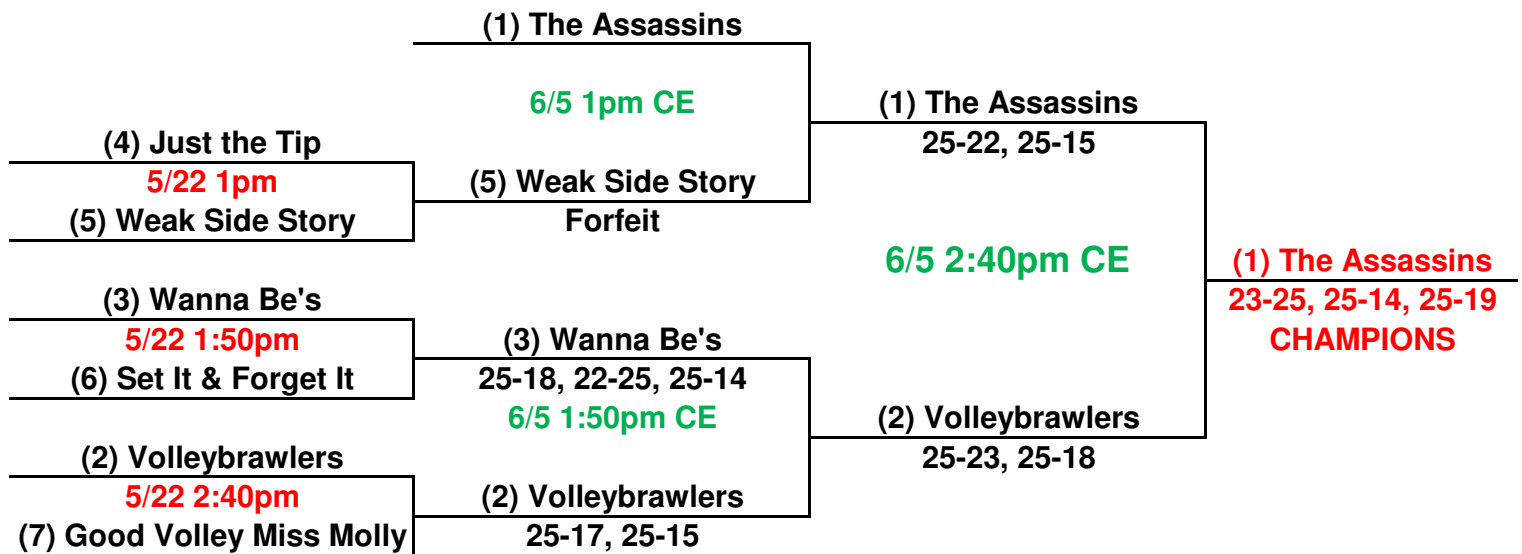 (1) The Assassins
6/5 1pm CE
(1) The Assassins
(4) Just the Tip
25-22, 25-15
5/22 1pm
(5) Weak Side Story
(5) Weak Side Story
Forfeit
6/5 2:40pm CE
(1) The Assassins
(3) Wanna Be's
23-25, 25-14, 25-19
5/22 1:50pm
(3) Wanna Be's
CHAMPIONS
(6) Set It & Forget It
25-18, 22-25, 25-14
6/5 1:50pm CE
(2) Volleybrawlers
(2) Volleybrawlers
25-23, 25-18
5/22 2:40pm
(2) Volleybrawlers
(7) Good Volley Miss Molly
25-17, 25-15